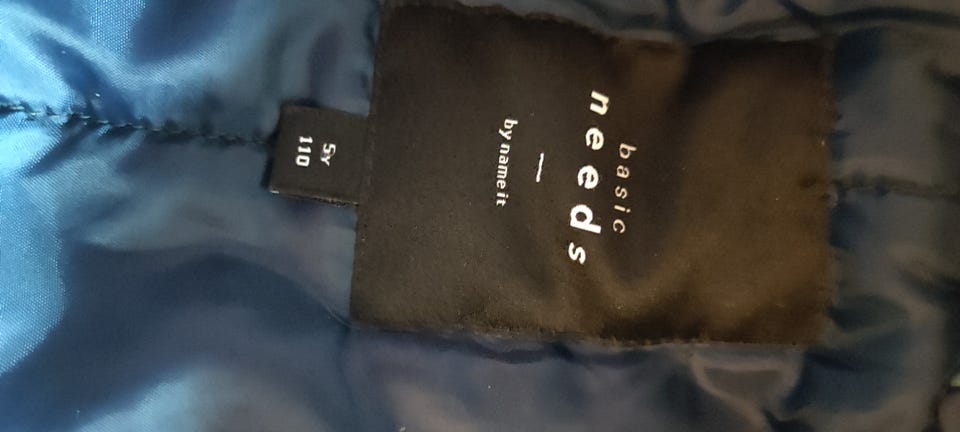 basic
needs
—
by name it
5Y
110